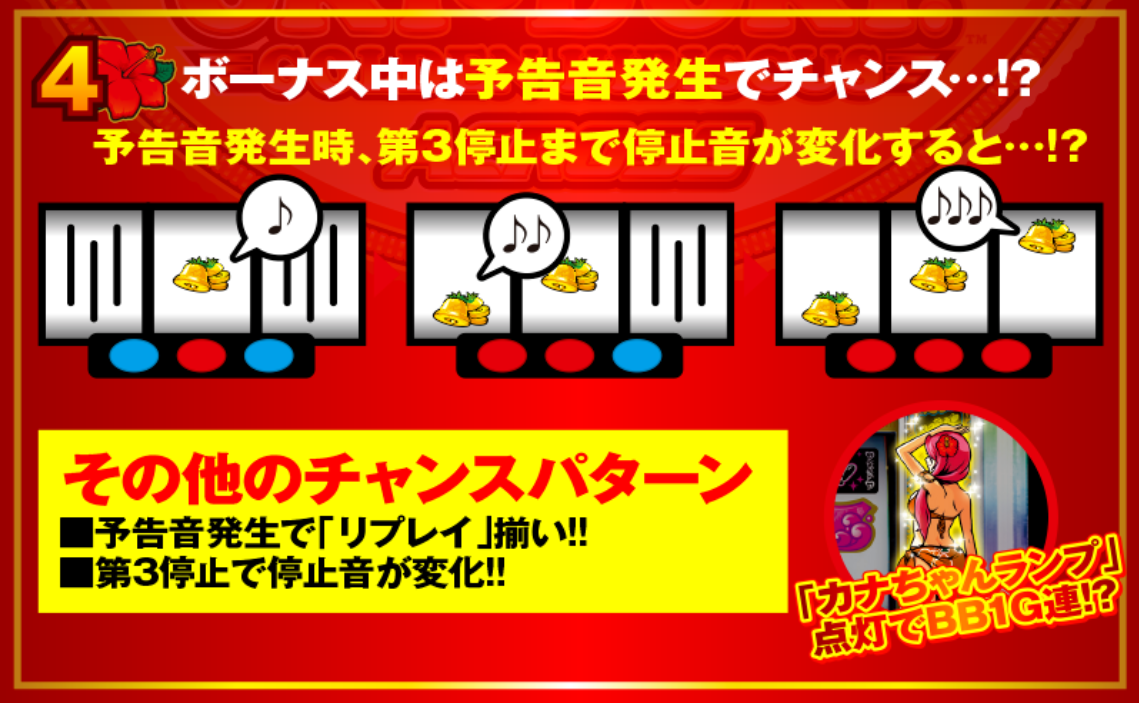 4 ボーナス中は予告音発生でチャンス…!?
予告音発生時、第3停止まで停止音が変化すると…!?
その他のチャンスパターン
■予告音発生で「リプレイ」揃い!!
■第3停止で停止音が変化!!
「カナちゃんランプ」
点灯でBB1G連!?